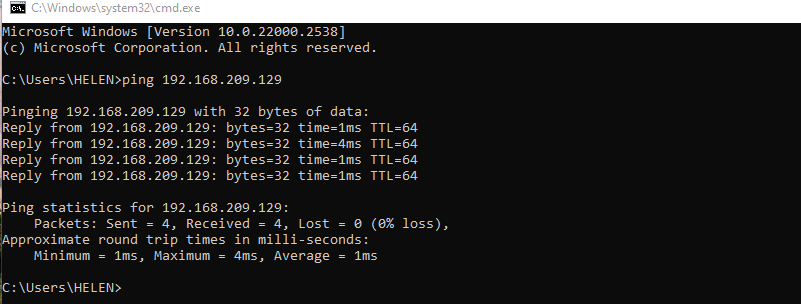 C:\Windows\system32\cmd.exe
Microsoft Windows [Version 10.0.22000.2538]
(c) Microsoft Corporation. All rights reserved.
C:\Users\HELEN>ping 192.168.209.129
Pinging 192.168.209.129 with 32 bytes of data:
Reply from 192.168.209.129: bytes=32 time=1ms TTL=64
Reply from 192.168.209.129: bytes=32 time=4ms TTL=64
Reply from 192.168.209.129: bytes=32 time=1ms TTL=64
Reply from 192.168.209.129: bytes=32 time=1ms TTL=64
Ping statistics for 192.168.209.129:
    Packets: Sent = 4, Received = 4, Lost = 0 (0% loss),
Approximate round trip times in milli-seconds:
    Minimum = 1ms, Maximum = 4ms, Average = 1ms
C:\Users\HELEN>